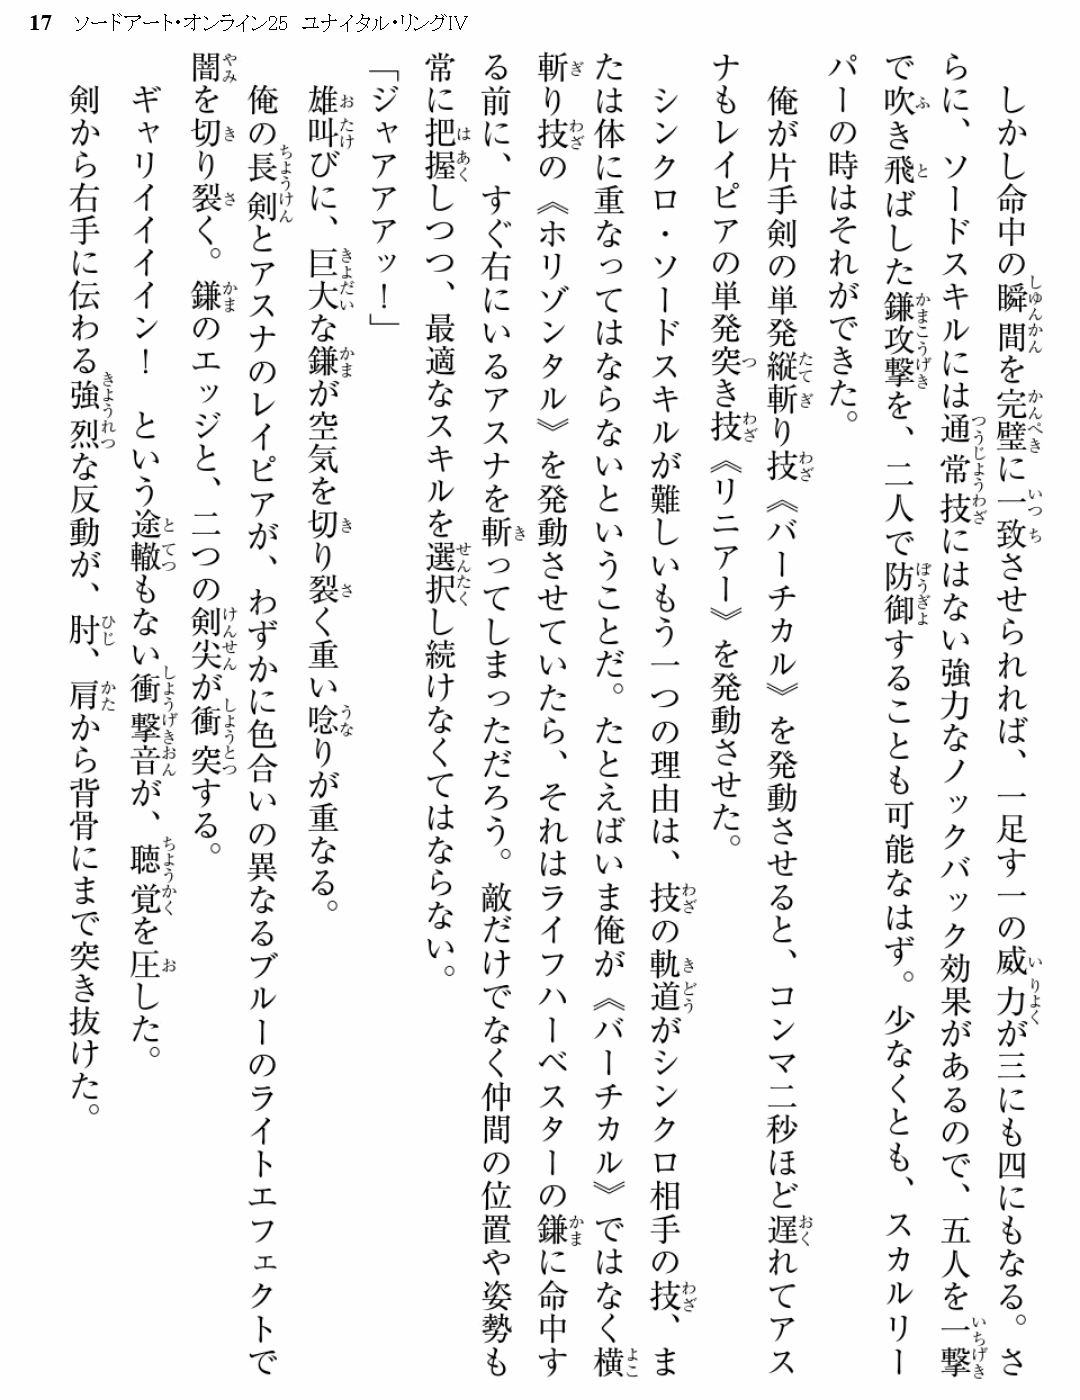 17 ソードアート・オンライン25 ユナイタル・リングIV
しかし命中の瞬間を完璧に一致させられれば、一足す一の威力が三にも四にもなる。さ
らに、ソードスキルには通常技にはない強力なノックバック効果があるので、五人を一撃
で吹き飛ばした鎌攻撃を、二人で防御することも可能なはず。少なくとも、スカルリー
パーの時はそれができた。
俺が片手剣の単発縦斬り技《バーチカル》を発動させると、コンマ二秒ほど遅れてアス
ナもレイピアの単発突き技《リニアー》を発動させた。
シンクロ・ソードスキルが難しいもう一つの理由は、技の軌道がシンクロ相手の技、ま
たは体に重なってはならないということだ。たとえばいま俺が《バーチカル》ではなく横
斬り技の《ホリゾンタル》を発動させていたら、それはライフハーベスターの鎌に命中す
る前に、すぐ右にいるアスナを斬ってしまっただろう。敵だけでなく仲間の位置や姿勢も
常に把握しつつ、最適なスキルを選択し続けなくてはならない。
「ジャアアアッ！」
雄叫びに、巨大な鎌が空気を切り裂く重い唸りが重なる。
俺の長剣とアスナのレイピアが、わずかに色合いの異なるブルーのライトエフェクトで
闇を切り裂く。鎌のエッジと、二つの剣尖が衝突する。
ギャリイイイイン！　という途轍もない衝撃音が、聴覚を圧した。
剣から右手に伝わる強烈な反動が、肘、肩から背骨にまで突き抜けた。